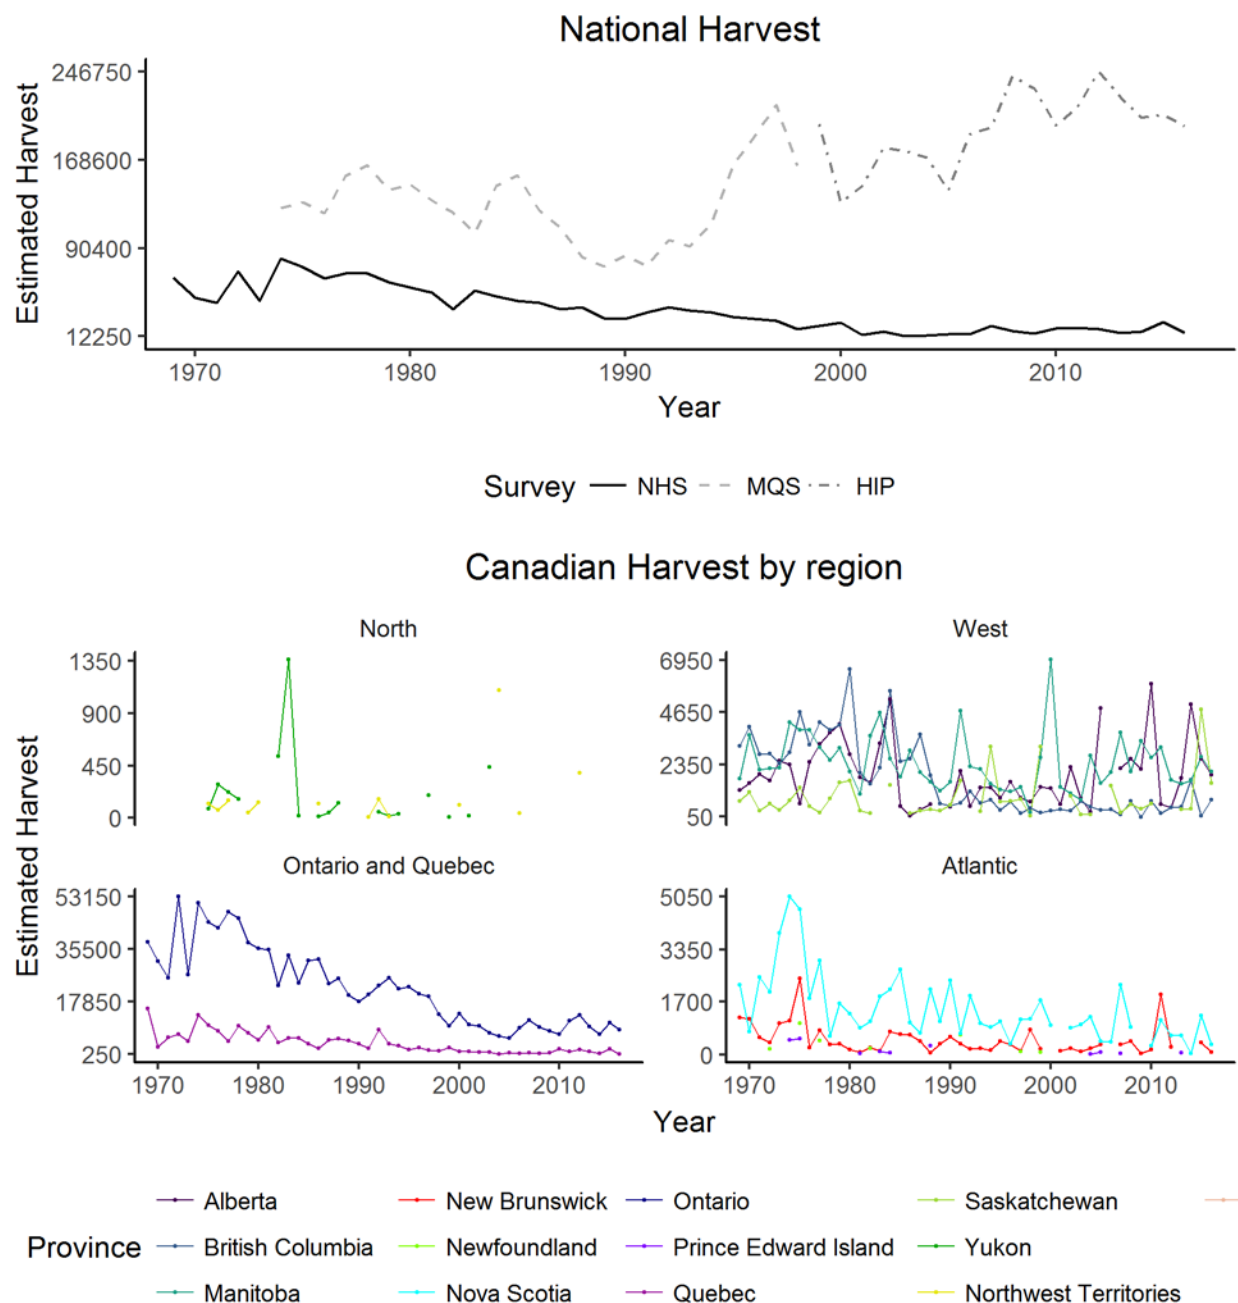 National Harvest
Estimated Harvest
246750
168600
90400
12250
1970 1980 1990 2000 2010
Year
Survey NHS MQS HIP
Canadian Harvest by region
Estimated Harvest
North
1350
900
450
0
West
6950
4650
2350
50
Ontario and Quebec
53150
35500
17850
250
1970 1980 1990 2000 2010
Atlantic
5050
3350
1700
0
1970 1980 1990 2000 2010
Year
Province
Alberta New Brunswick Ontario Saskatchewan
British Columbia Newfoundland Prince Edward Island Yukon
Manitoba Nova Scotia Quebec Northwest Territories